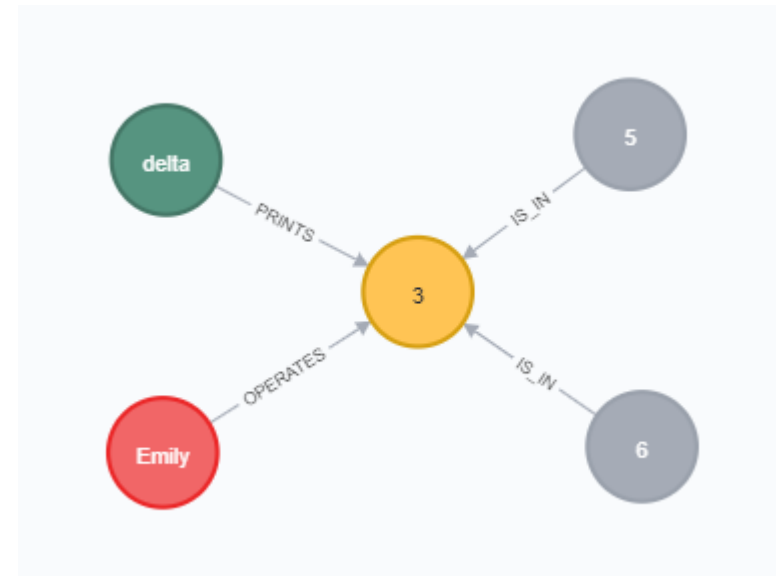 delta
5
PRINTS
IS_IN
3
OPERATES
IS_IN
Emily
6